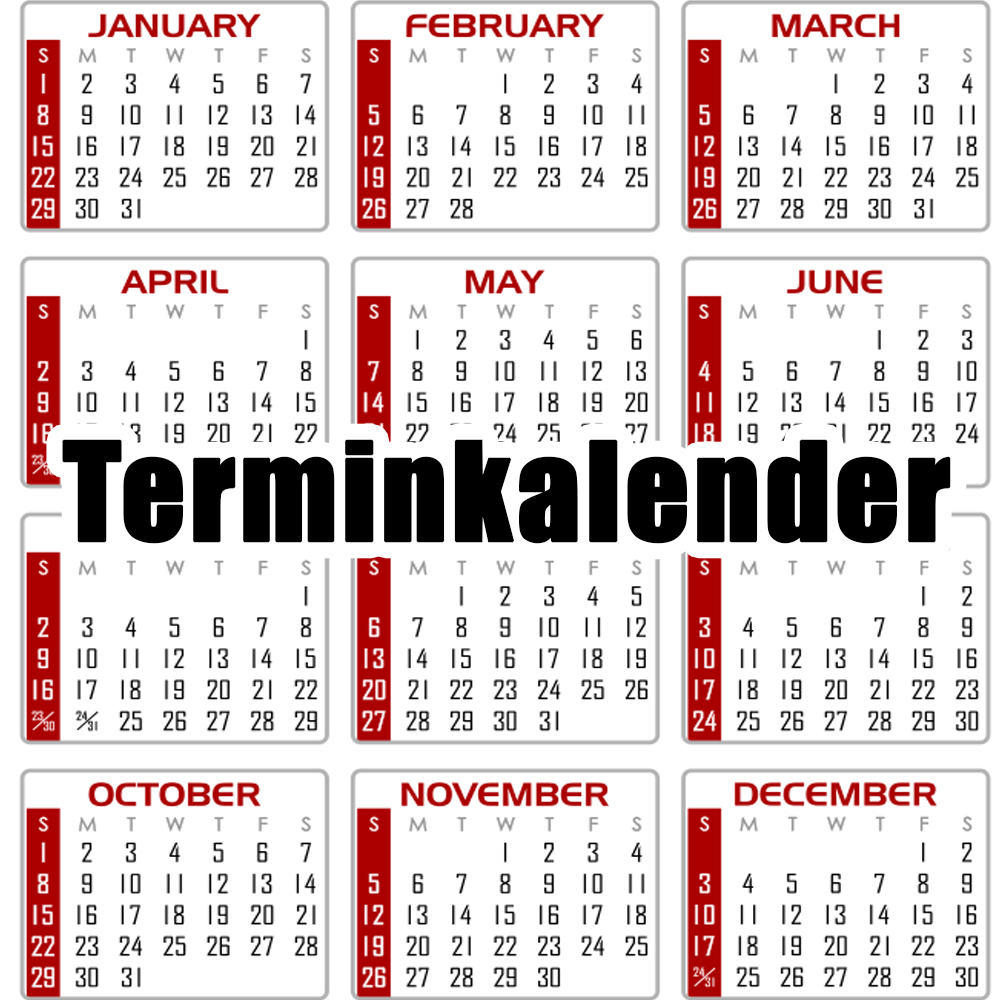 JANUARY
S M T W T F S
1 2 3 4 5 6 7
8 9 10 11 12 13 14
15 16 17 18 19 20 21
22 23 24 25 26 27 28
29 30 31
FEBRUARY
S M T W T F S
1 2 3 4
5 6 7 8 9 10 11
12 13 14 15 16 17 18
19 20 21 22 23 24 25
26 27 28
MARCH
S M T W T F S
1 2 3 4
5 6 7 8 9 10 11
12 13 14 15 16 17 18
19 20 21 22 23 24 25
26 27 28 29 30 31
APRIL
S M T W T F S
1
2 3 4 5 6 7 8
9 10 11 12 13 14 15
16 19 20 21 22
MAY
S M T W T F S
1 2 3 4 5 6
7 8 9 10 11 12 13
14 15 16 17 18 19 20
22 24 25 27
JUNE
S M T W T F S
1 2 3
4 5 6 7 8 9 10
11 12 13 14 15 16 17
18 19 22 23 24
Terminkalender
S M T W T F S
1
2 3 4 5 6 7 8
9 10 11 12 13 14 15
16 17 18 19 20 21 22
23/30 24/31 25 26 27 28 29
S M T W T F S
1 2 3 4 5
6 7 8 9 10 11 12
13 14 15 16 17 18 19
20 21 22 23 24 25 26
27 28 29 30 31
S M T W T F S
1 2
3 4 5 6 7 8 9
10 11 12 13 14 15 16
17 18 19 20 21 22 23
24 25 26 27 28 29 30
OCTOBER
S M T W T F S
1 2 3 4 5 6 7
8 9 10 11 12 13 14
15 16 17 18 19 20 21
22 23 24 25 26 27 28
29 30 31
NOVEMBER
S M T W T F S
1 2 3 4
5 6 7 8 9 10 11
12 13 14 15 16 17 18
19 20 21 22 23 24 25
26 27 28 29 30
DECEMBER
S M T W T F S
1 2
3 4 5 6 7 8 9
10 11 12 13 14 15 16
17 18 19 20 21 22 23
24/31 25 26 27 28 29 30